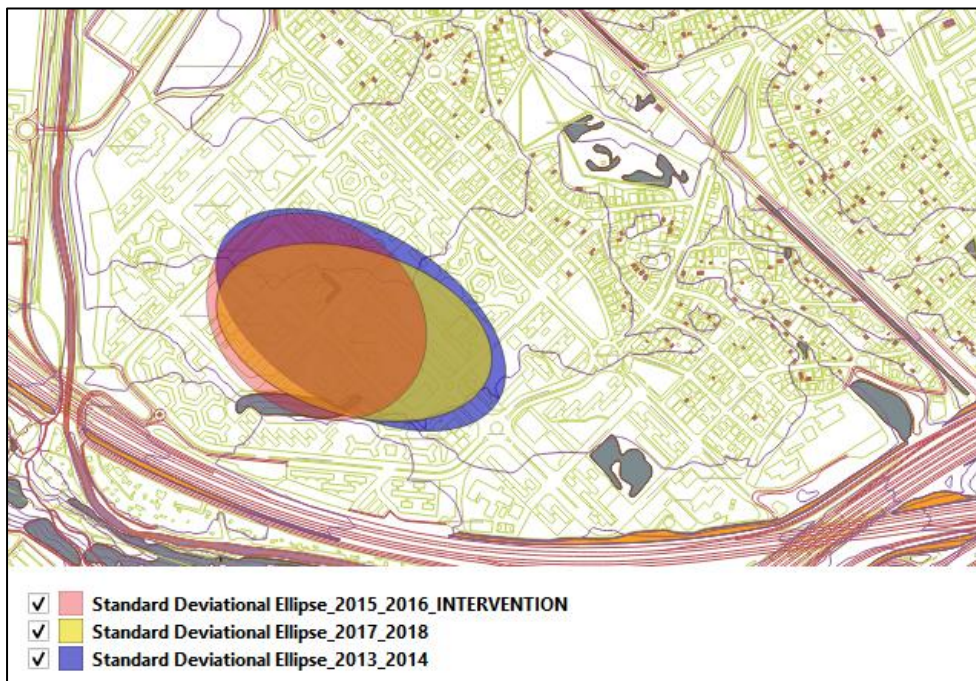 Standard Deviational Ellipse_2015_2016_INTERVENTION
Standard Deviational Ellipse_2017_2018
Standard Deviational Ellipse_2013_2014